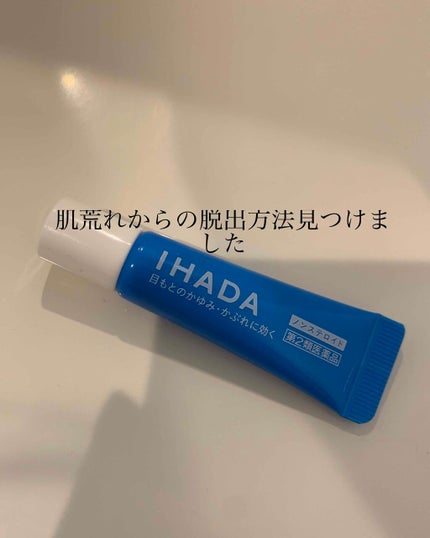 肌荒れからの脱出方法見つけま
した
IHADA
目もとのかゆみ・かぶれに効く
ノンステロイド
第2類医薬品